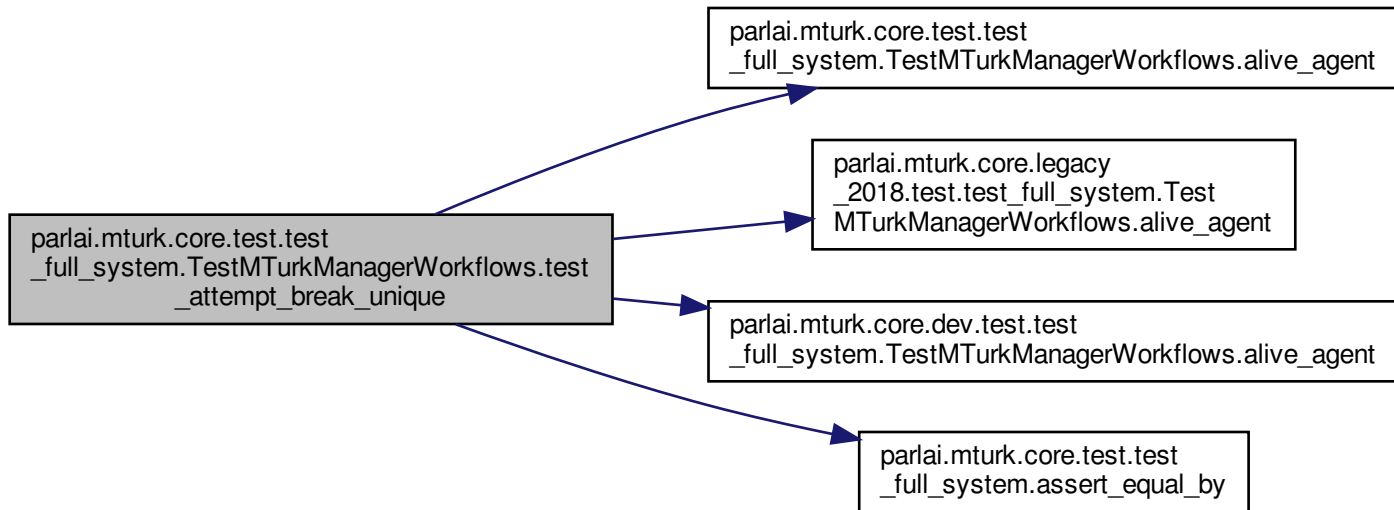 parlai.mturk.core.test.test
_full_system.TestMTurkManagerWorkflows.test
_attempt_break_unique
parlai.mturk.core.test.test
_full_system.TestMTurkManagerWorkflows.alive_agent
parlai.mturk.core.legacy
_2018.test.test_full_system.Test
MTurkManagerWorkflows.alive_agent
parlai.mturk.core.dev.test.test
_full_system.TestMTurkManagerWorkflows.alive_agent
parlai.mturk.core.test.test
_full_system.assert_equal_by